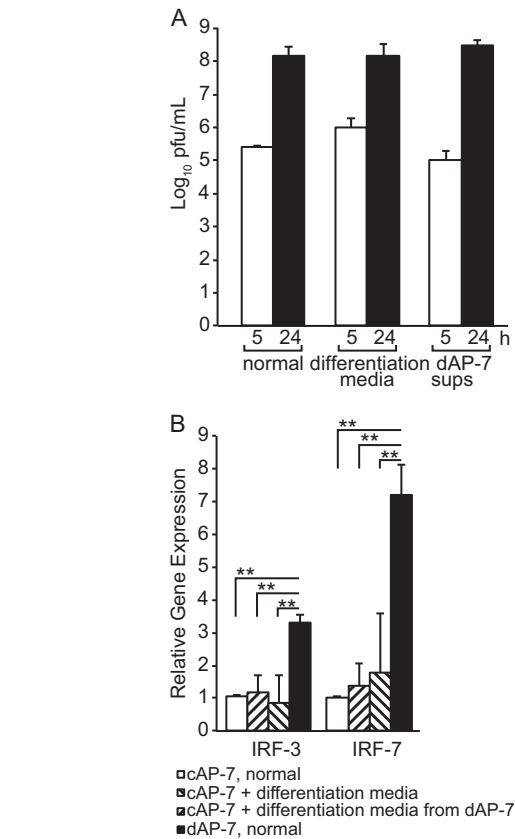 A
Log10 pfu/mL
9
8
7
6
5
4
3
2
1
0
5 24 5 24 5 24 h
normal differentiation dAP-7
media sups
B
Relative Gene Expression
9
8
7
6
5
4
3
2
1
0
**
**
**
**
**
**
IRF-3 IRF-7
cAP-7, normal
cAP-7 + differentiation media
cAP-7 + differentiation media from dAP-7
dAP-7, normal